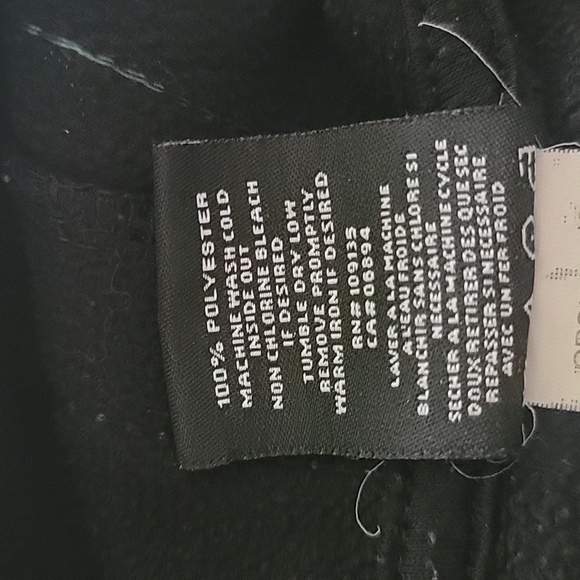 100% POLYESTER
MACHINE WASH COLD
INSIDE OUT
NON CHLORINE BLEACH
IF DESIRED
TUMBLE DRY LOW
REMOVE PROMPTLY
WARM IRON IF DESIRED
RN# 109135
CA# 06894
LAVER A LA MACHINE
A L'EAU FROIDE
BLANCHIR SANS CHLORE SI
NECESSAIRE
SECHER A LA MACHINE CYCLE
DOUX RETIRER DES QUE SEC
REPASSER SI NECESSAIRE
AVEC UN FER FROID